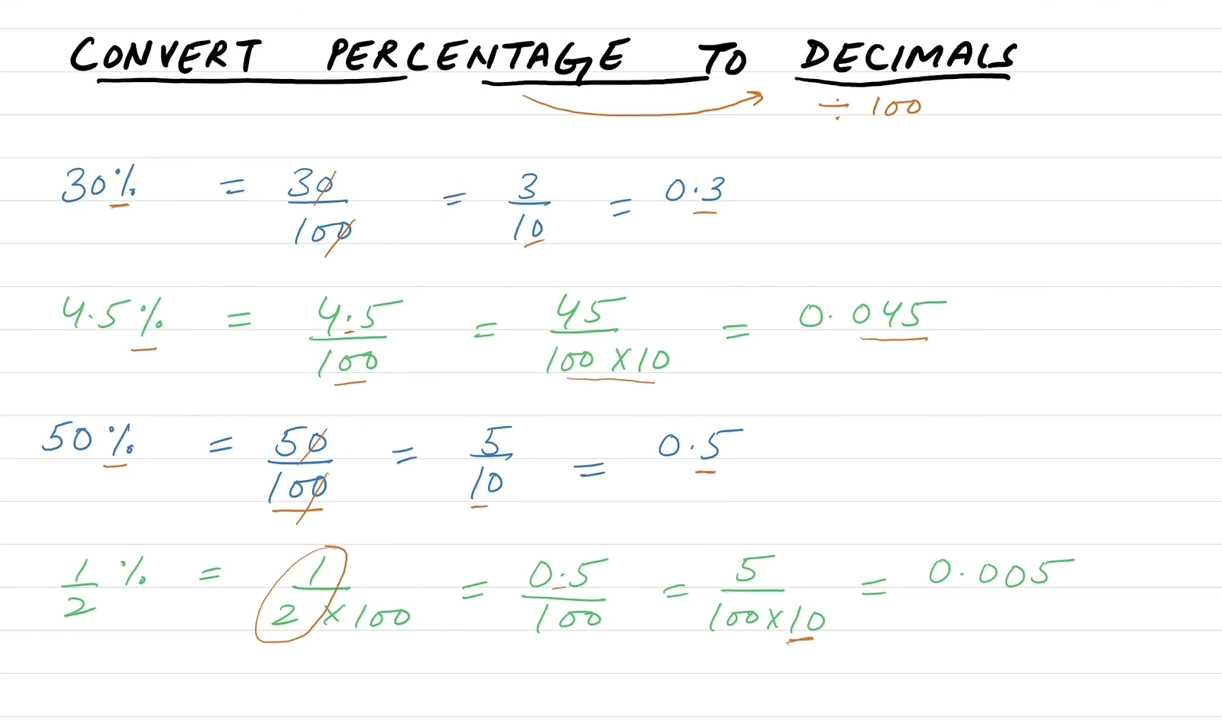 CONVERT PERCENTAGE TO DECIMALS
÷ 100
30% = 30/100 = 3/10 = 0.3
4.5% = 4.5/100 = 45/100 × 10 = 0.045
50% = 50/100 = 5/10 = 0.5
1/2 % = 1/2 × 100 = 0.5/100 = 5/100 × 10 = 0.005